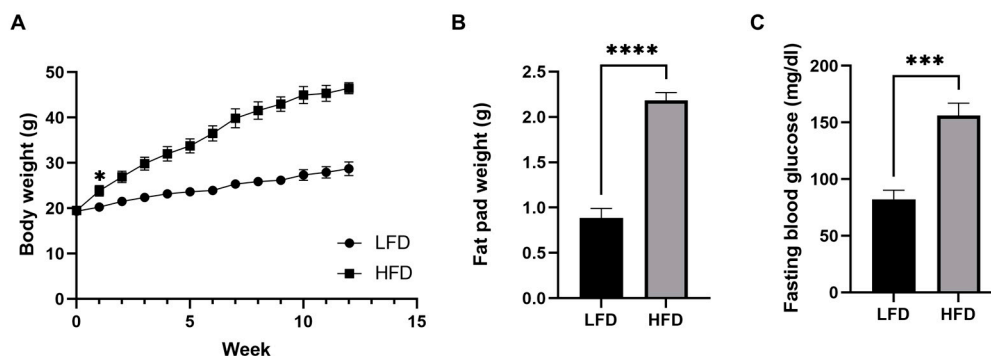 A
Body weight (g)
50
40
30
20
10
0
*
LFD
HFD
0
5
10
15
Week
B
Fat pad weight (g)
2.5
2.0
1.5
1.0
0.5
0.0
****
LFD
HFD
C
Fasting blood glucose (mg/dl)
200
150
100
50
0
***
LFD
HFD